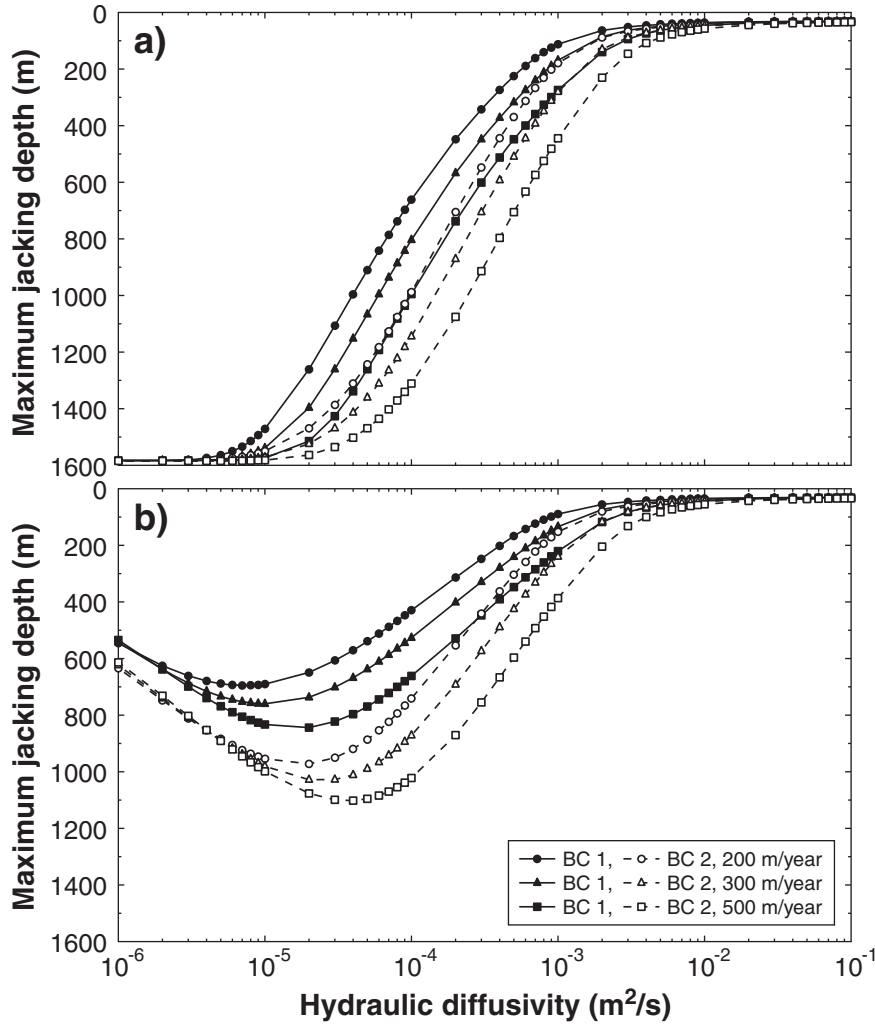 a)
Maximum jacking depth (m)
0
200
400
600
800
1000
1200
1400
1600
b)
Maximum jacking depth (m)
0
200
400
600
800
1000
1200
1400
1600
BC 1, BC 2, 200 m/year
BC 1, BC 2, 300 m/year
BC 1, BC 2, 500 m/year
10⁻⁶ 10⁻⁵ 10⁻⁴ 10⁻³ 10⁻² 10⁻¹
Hydraulic diffusivity (m²/s)